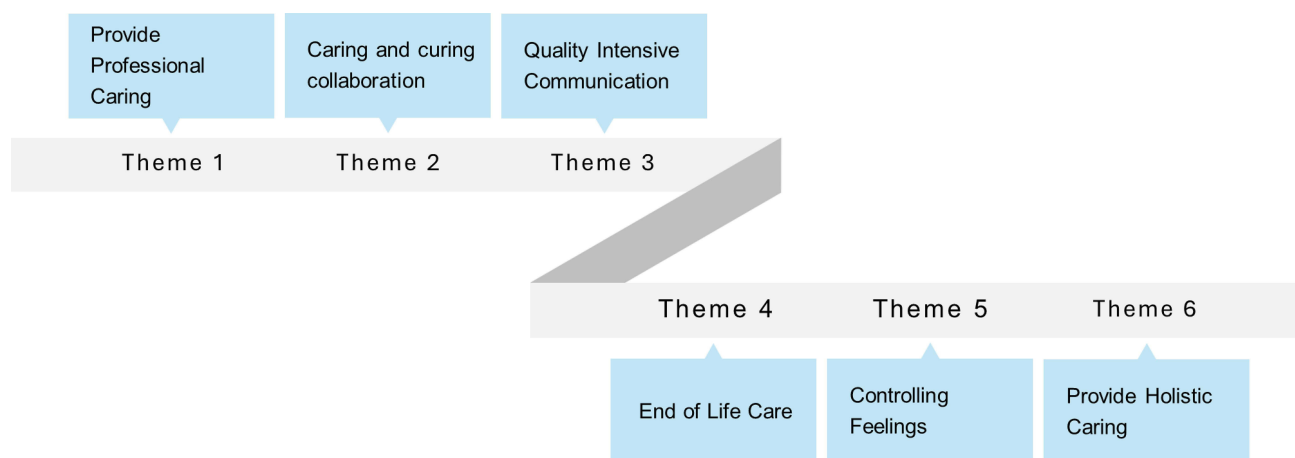 Provide
Professional
Caring
Caring and curing
collaboration
Quality Intensive
Communication
Theme 1
Theme 2
Theme 3
Theme 4
Theme 5
Theme 6
End of Life Care
Controlling
Feelings
Provide Holistic
Caring